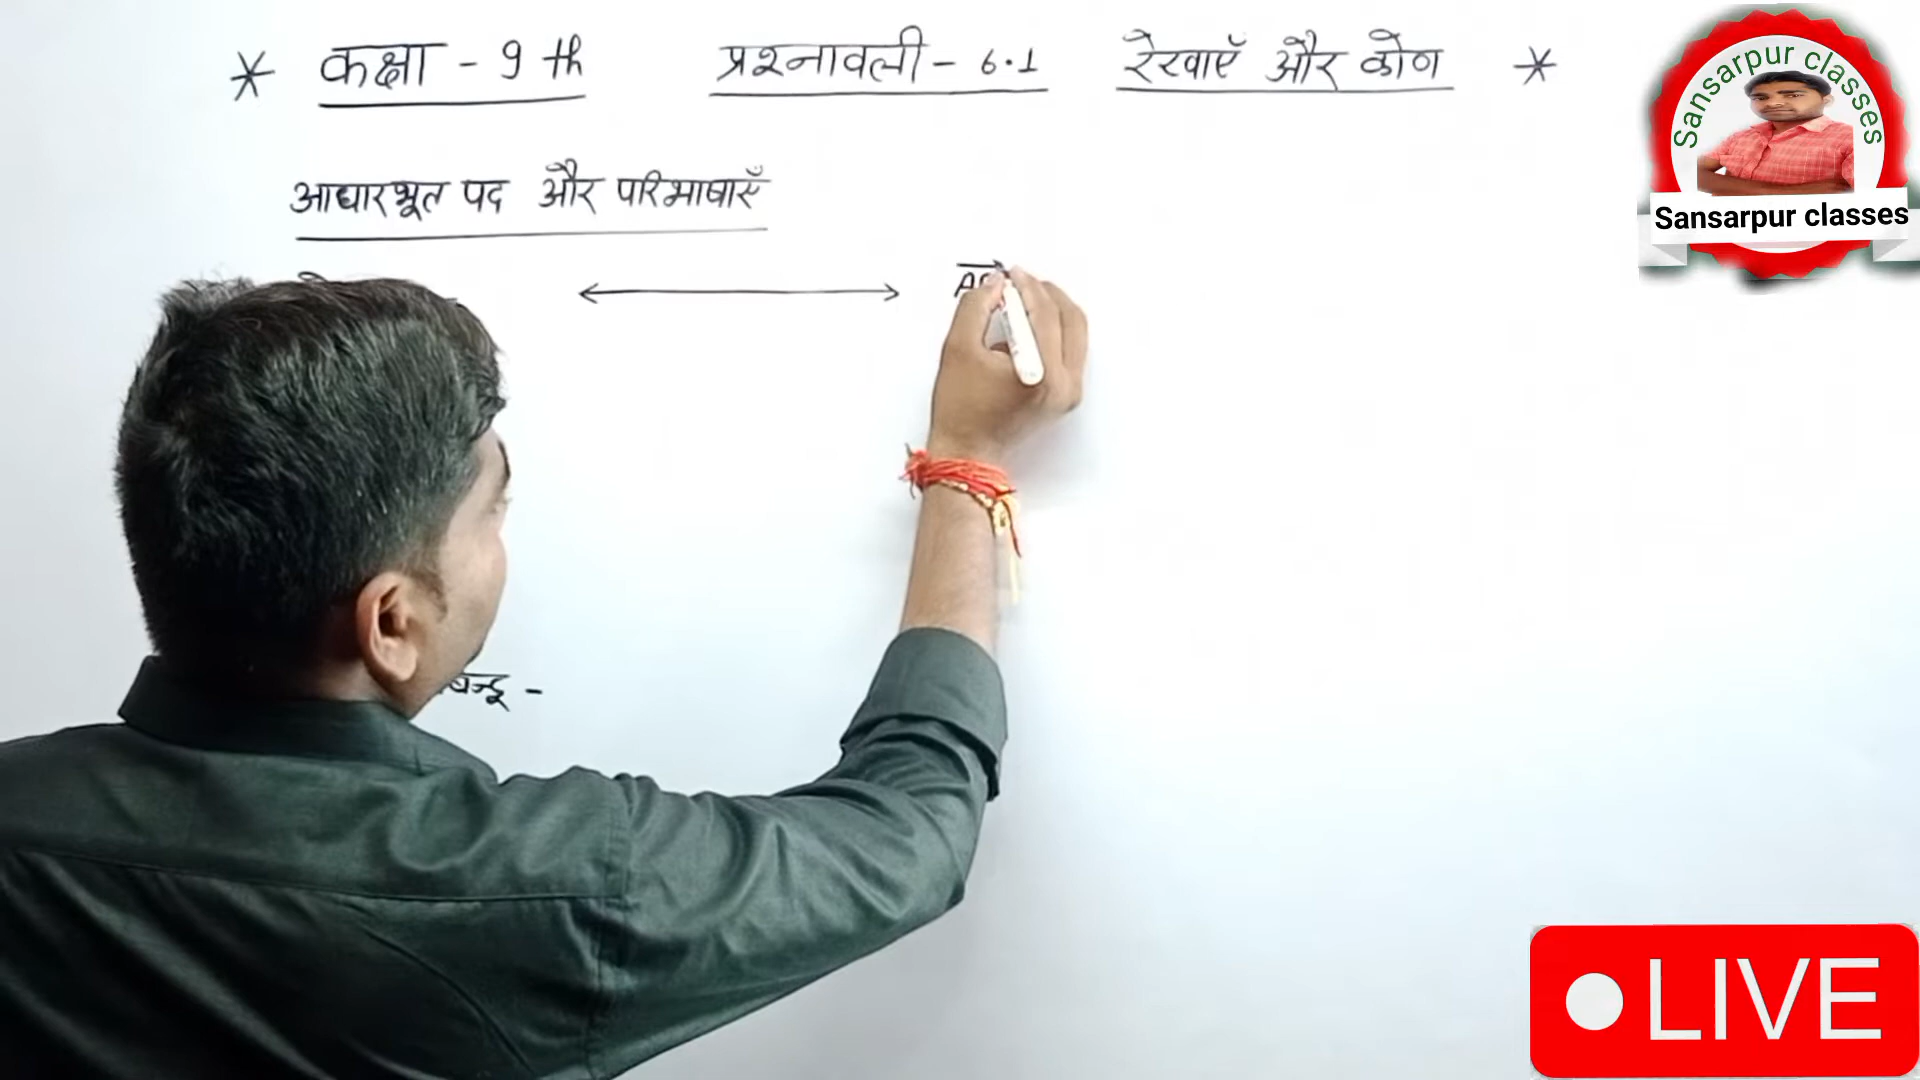 * कक्षा - 9 th प्रश्नावली - 6.1 रेखाएँ और कोण *
आधारभूत पद और परिभाषाएँ
Sansarpur classes
Sansarpur classes
LIVE